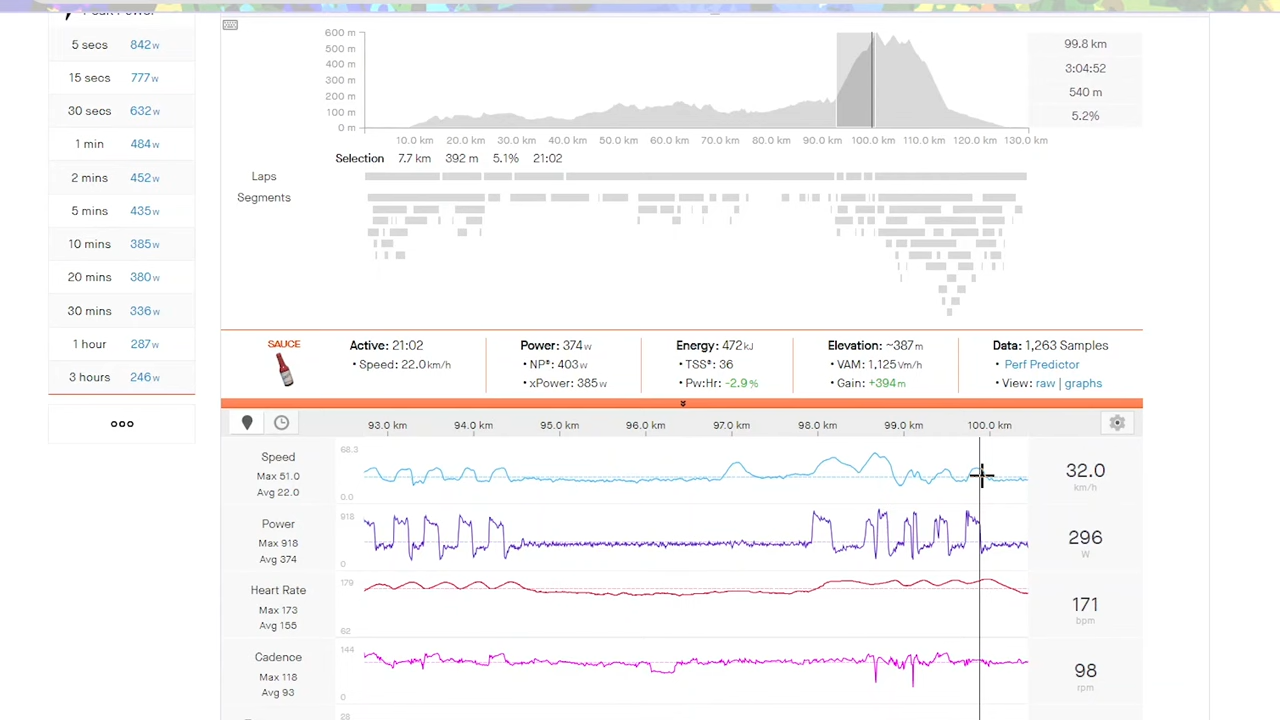 5 secs 842w
15 secs 777w
30 secs 632w
1 min 484w
2 mins 452w
5 mins 435w
10 mins 385w
20 mins 380w
30 mins 336w
1 hour 287w
3 hours 246w
600 m
500 m
400 m
300 m
200 m
100 m
0 m
10.0 km 20.0 km 30.0 km 40.0 km 50.0 km 60.0 km 70.0 km 80.0 km 90.0 km 100.0 km 110.0 km 120.0 km 130.0 km
99.8 km
3:04:52
540 m
5.2%
Selection 7.7 km 392 m 5.1% 21:02
Laps
Segments
SAUCE
Active: 21:02
• Speed: 22.0km/h
Power: 374w
• NP®: 403w
• xPower: 385w
Energy: 472kJ
• TSS®: 36
• Pw:Hr: -2.9%
Elevation: ~387m
• VAM: 1,125Vm/h
• Gain: +394m
Data: 1,263 Samples
• Perf Predictor
• View: raw | graphs
93.0 km 94.0 km 95.0 km 96.0 km 97.0 km 98.0 km 99.0 km 100.0 km
Speed
Max 51.0
Avg 22.0
68.3
0.0
32.0
km/h
Power
Max 918
Avg 374
918
0
296
W
Heart Rate
Max 173
Avg 155
179
62
171
bpm
Cadence
Max 118
Avg 93
144
0
98
rpm
28